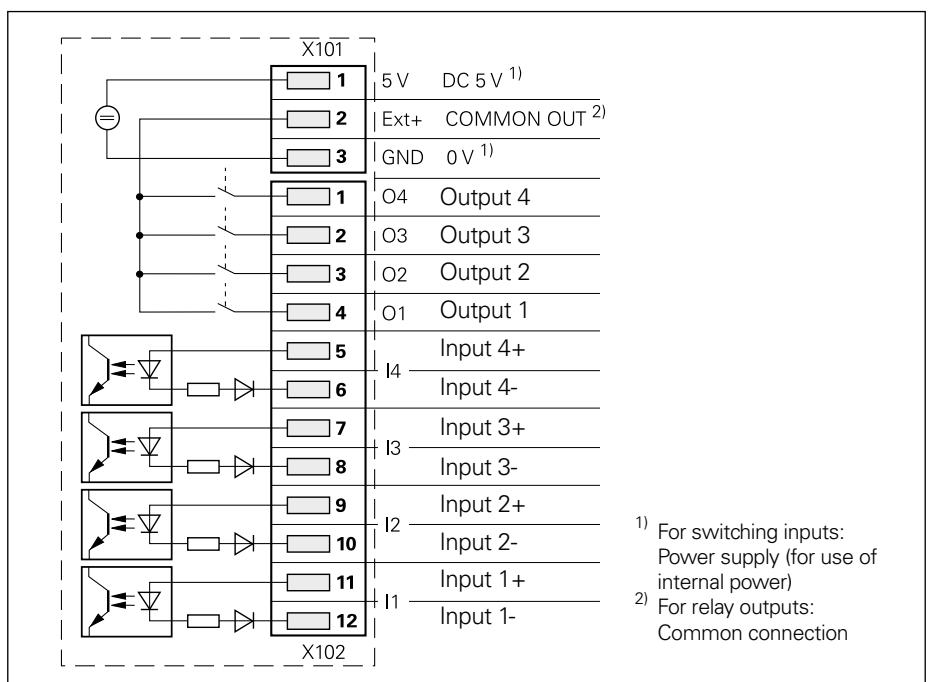 X101
1 5 V DC 5 V 1)
2 Ext+ COMMON OUT 2)
3 GND 0 V 1)
1 O4 Output 4
2 O3 Output 3
3 O2 Output 2
4 O1 Output 1
5 Input 4+
I4
6 Input 4-
7 Input 3+
I3
8 Input 3-
9 Input 2+
I2
10 Input 2-
11 Input 1+
I1
12 Input 1-
X102
1) For switching inputs:
Power supply (for use of
internal power)
2) For relay outputs:
Common connection